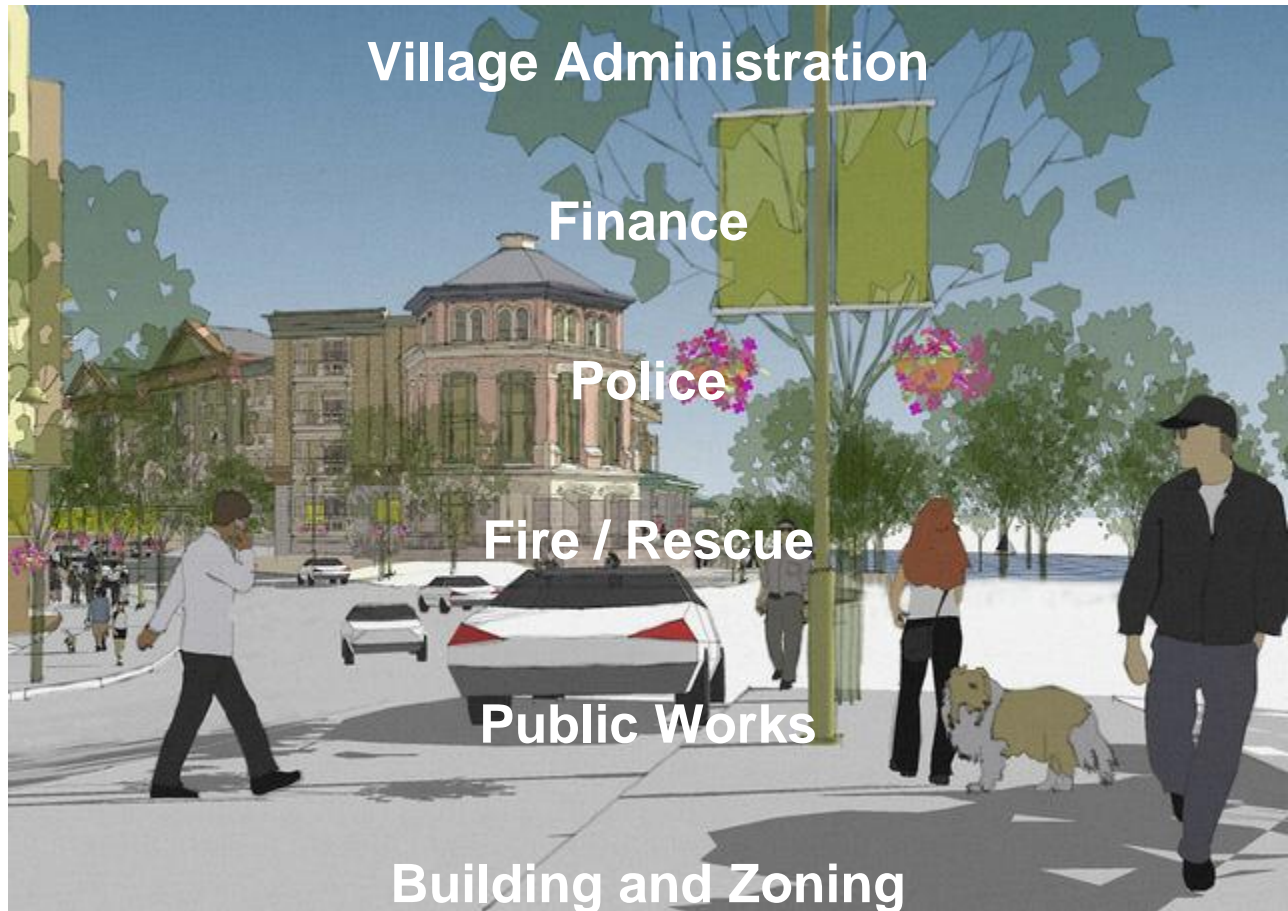 Village Administration
Finance
Police
Fire / Rescue
Public Works
Building and Zoning